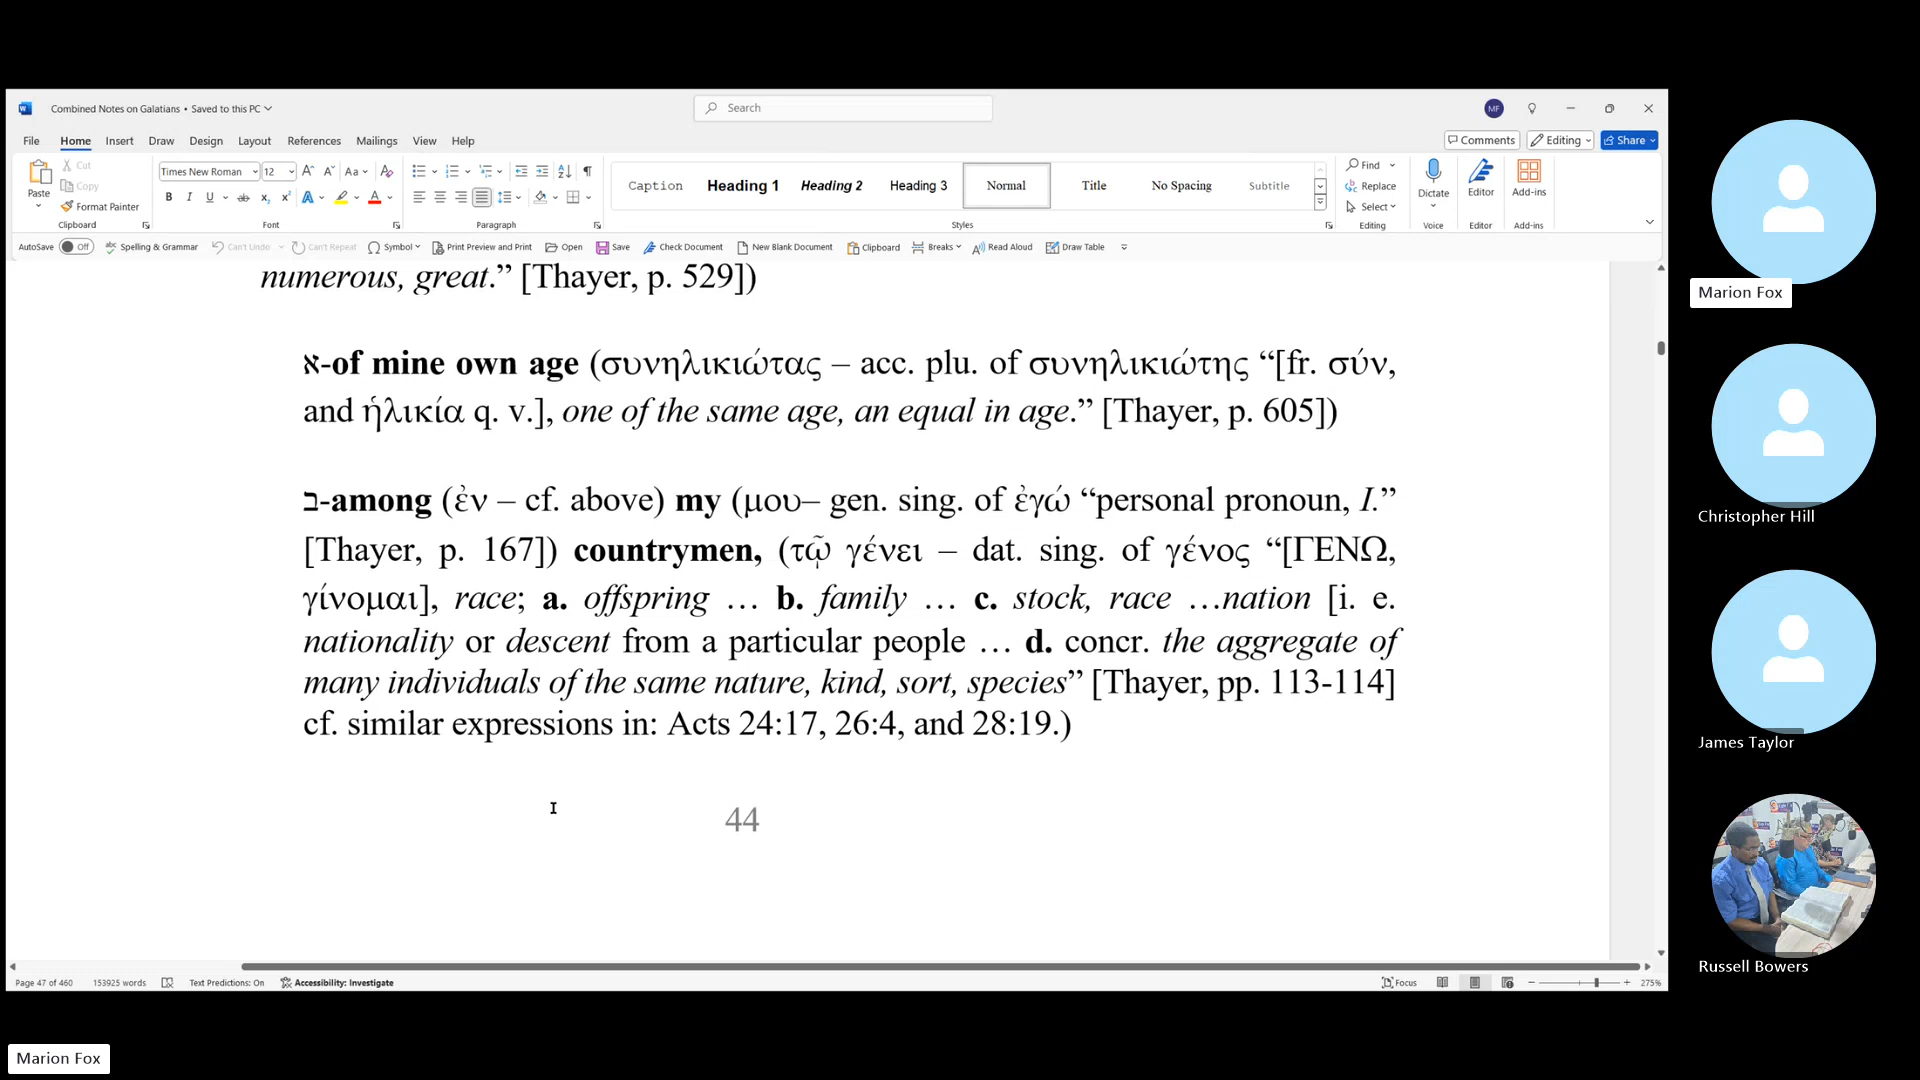 Combined Notes on Galatians • Saved to this PC
Search
MF
File Home Insert Draw Design Layout References Mailings View Help
Comments Editing Share
Paste Cut Copy Format Painter Clipboard
Times New Roman 12 Aa
B I U ab x₂ x² A A
Font
Paragraph
Caption Heading 1 Heading 2 Heading 3 Normal Title No Spacing Subtitle
Styles
Find Replace Select Editing
Dictate Voice
Editor Editor
Add-ins Add-ins
AutoSave Off Spelling & Grammar Can't Undo Can't Repeat Symbol Print Preview and Print Open Save Check Document New Blank Document Clipboard Breaks Read Aloud Draw Table
numerous, great.” [Thayer, p. 529])
א-of mine own age (συνηλικιώτας – acc. plu. of συνηλικιώτης “[fr. σύν,
and ἡλικία q. v.], one of the same age, an equal in age.” [Thayer, p. 605])
ב-among (ἐν – cf. above) my (μου– gen. sing. of ἐγώ “personal pronoun, I.”
[Thayer, p. 167]) countrymen, (τῷ γένει – dat. sing. of γένος “[ΓΕΝΩ,
γίνομαι], race; a. offspring … b. family … c. stock, race …nation [i. e.
nationality or descent from a particular people … d. concr. the aggregate of
many individuals of the same nature, kind, sort, species” [Thayer, pp. 113-114]
cf. similar expressions in: Acts 24:17, 26:4, and 28:19.)
44
Page 47 of 460 153925 words Text Predictions: On Accessibility: Investigate Focus 275%
Marion Fox
Christopher Hill
James Taylor
Russell Bowers
Marion Fox